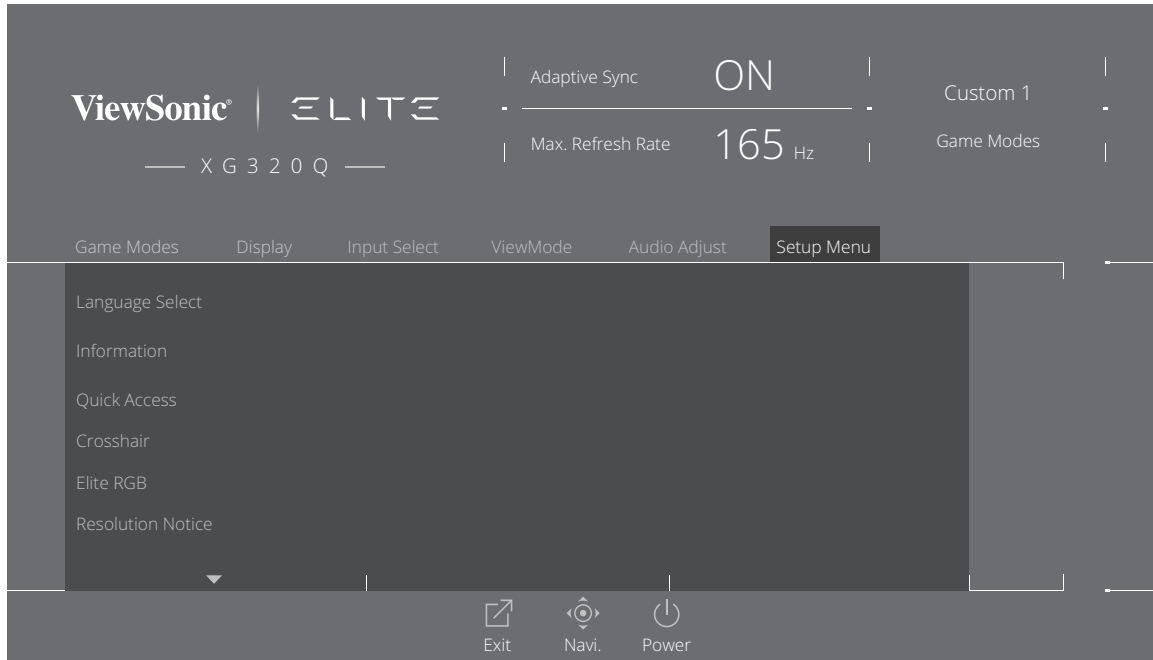 ViewSonic® ELITE
XG320Q
Adaptive Sync ON
Max. Refresh Rate 165 Hz
Custom 1
Game Modes
Game Modes Display Input Select ViewMode Audio Adjust Setup Menu
Language Select
Information
Quick Access
Crosshair
Elite RGB
Resolution Notice
Exit Navi. Power